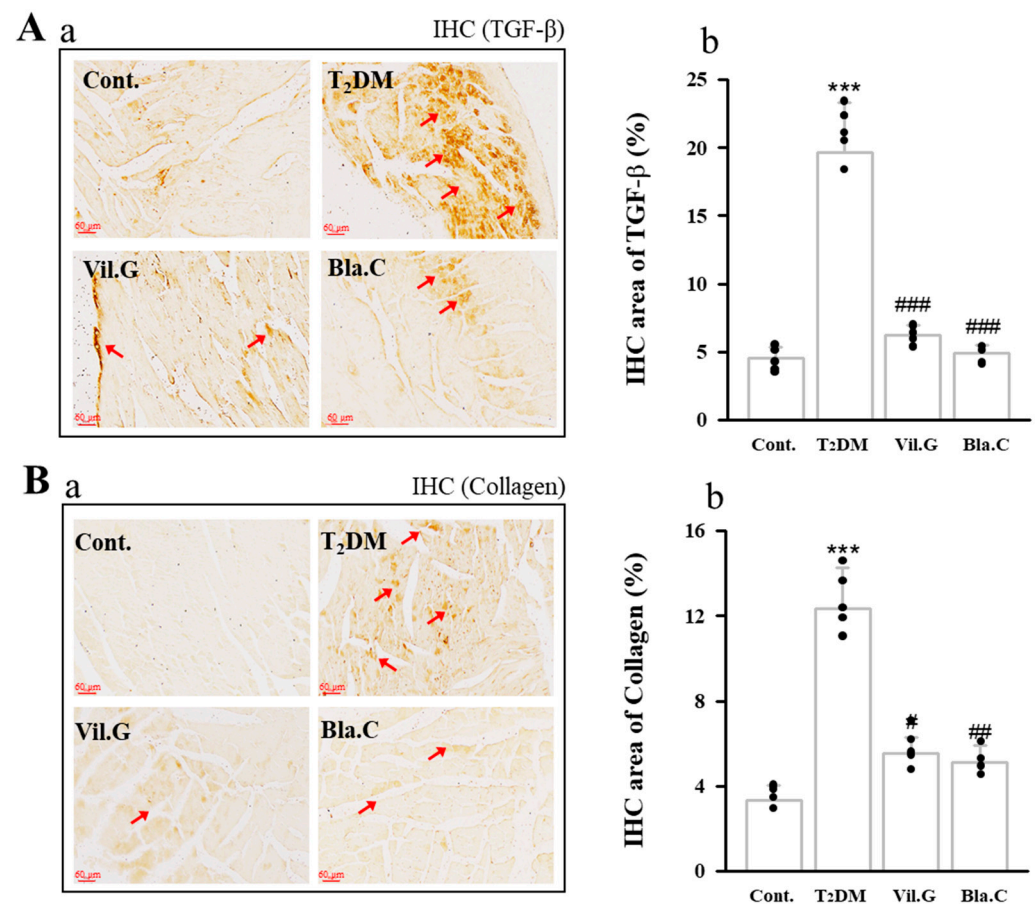 A a IHC (TGF-β)
Cont.
T₂DM
60 μm
60 μm
Vil.G
Bla.C
60 μm
60 μm
b
IHC area of TGF-β (%)
25
20
15
10
5
0
***
###
###
Cont. T₂DM Vil.G Bla.C
B a IHC (Collagen)
Cont.
T₂DM
60 μm
60 μm
Vil.G
Bla.C
60 μm
60 μm
b
IHC area of Collagen (%)
16
12
8
4
0
***
#
##
Cont. T₂DM Vil.G Bla.C